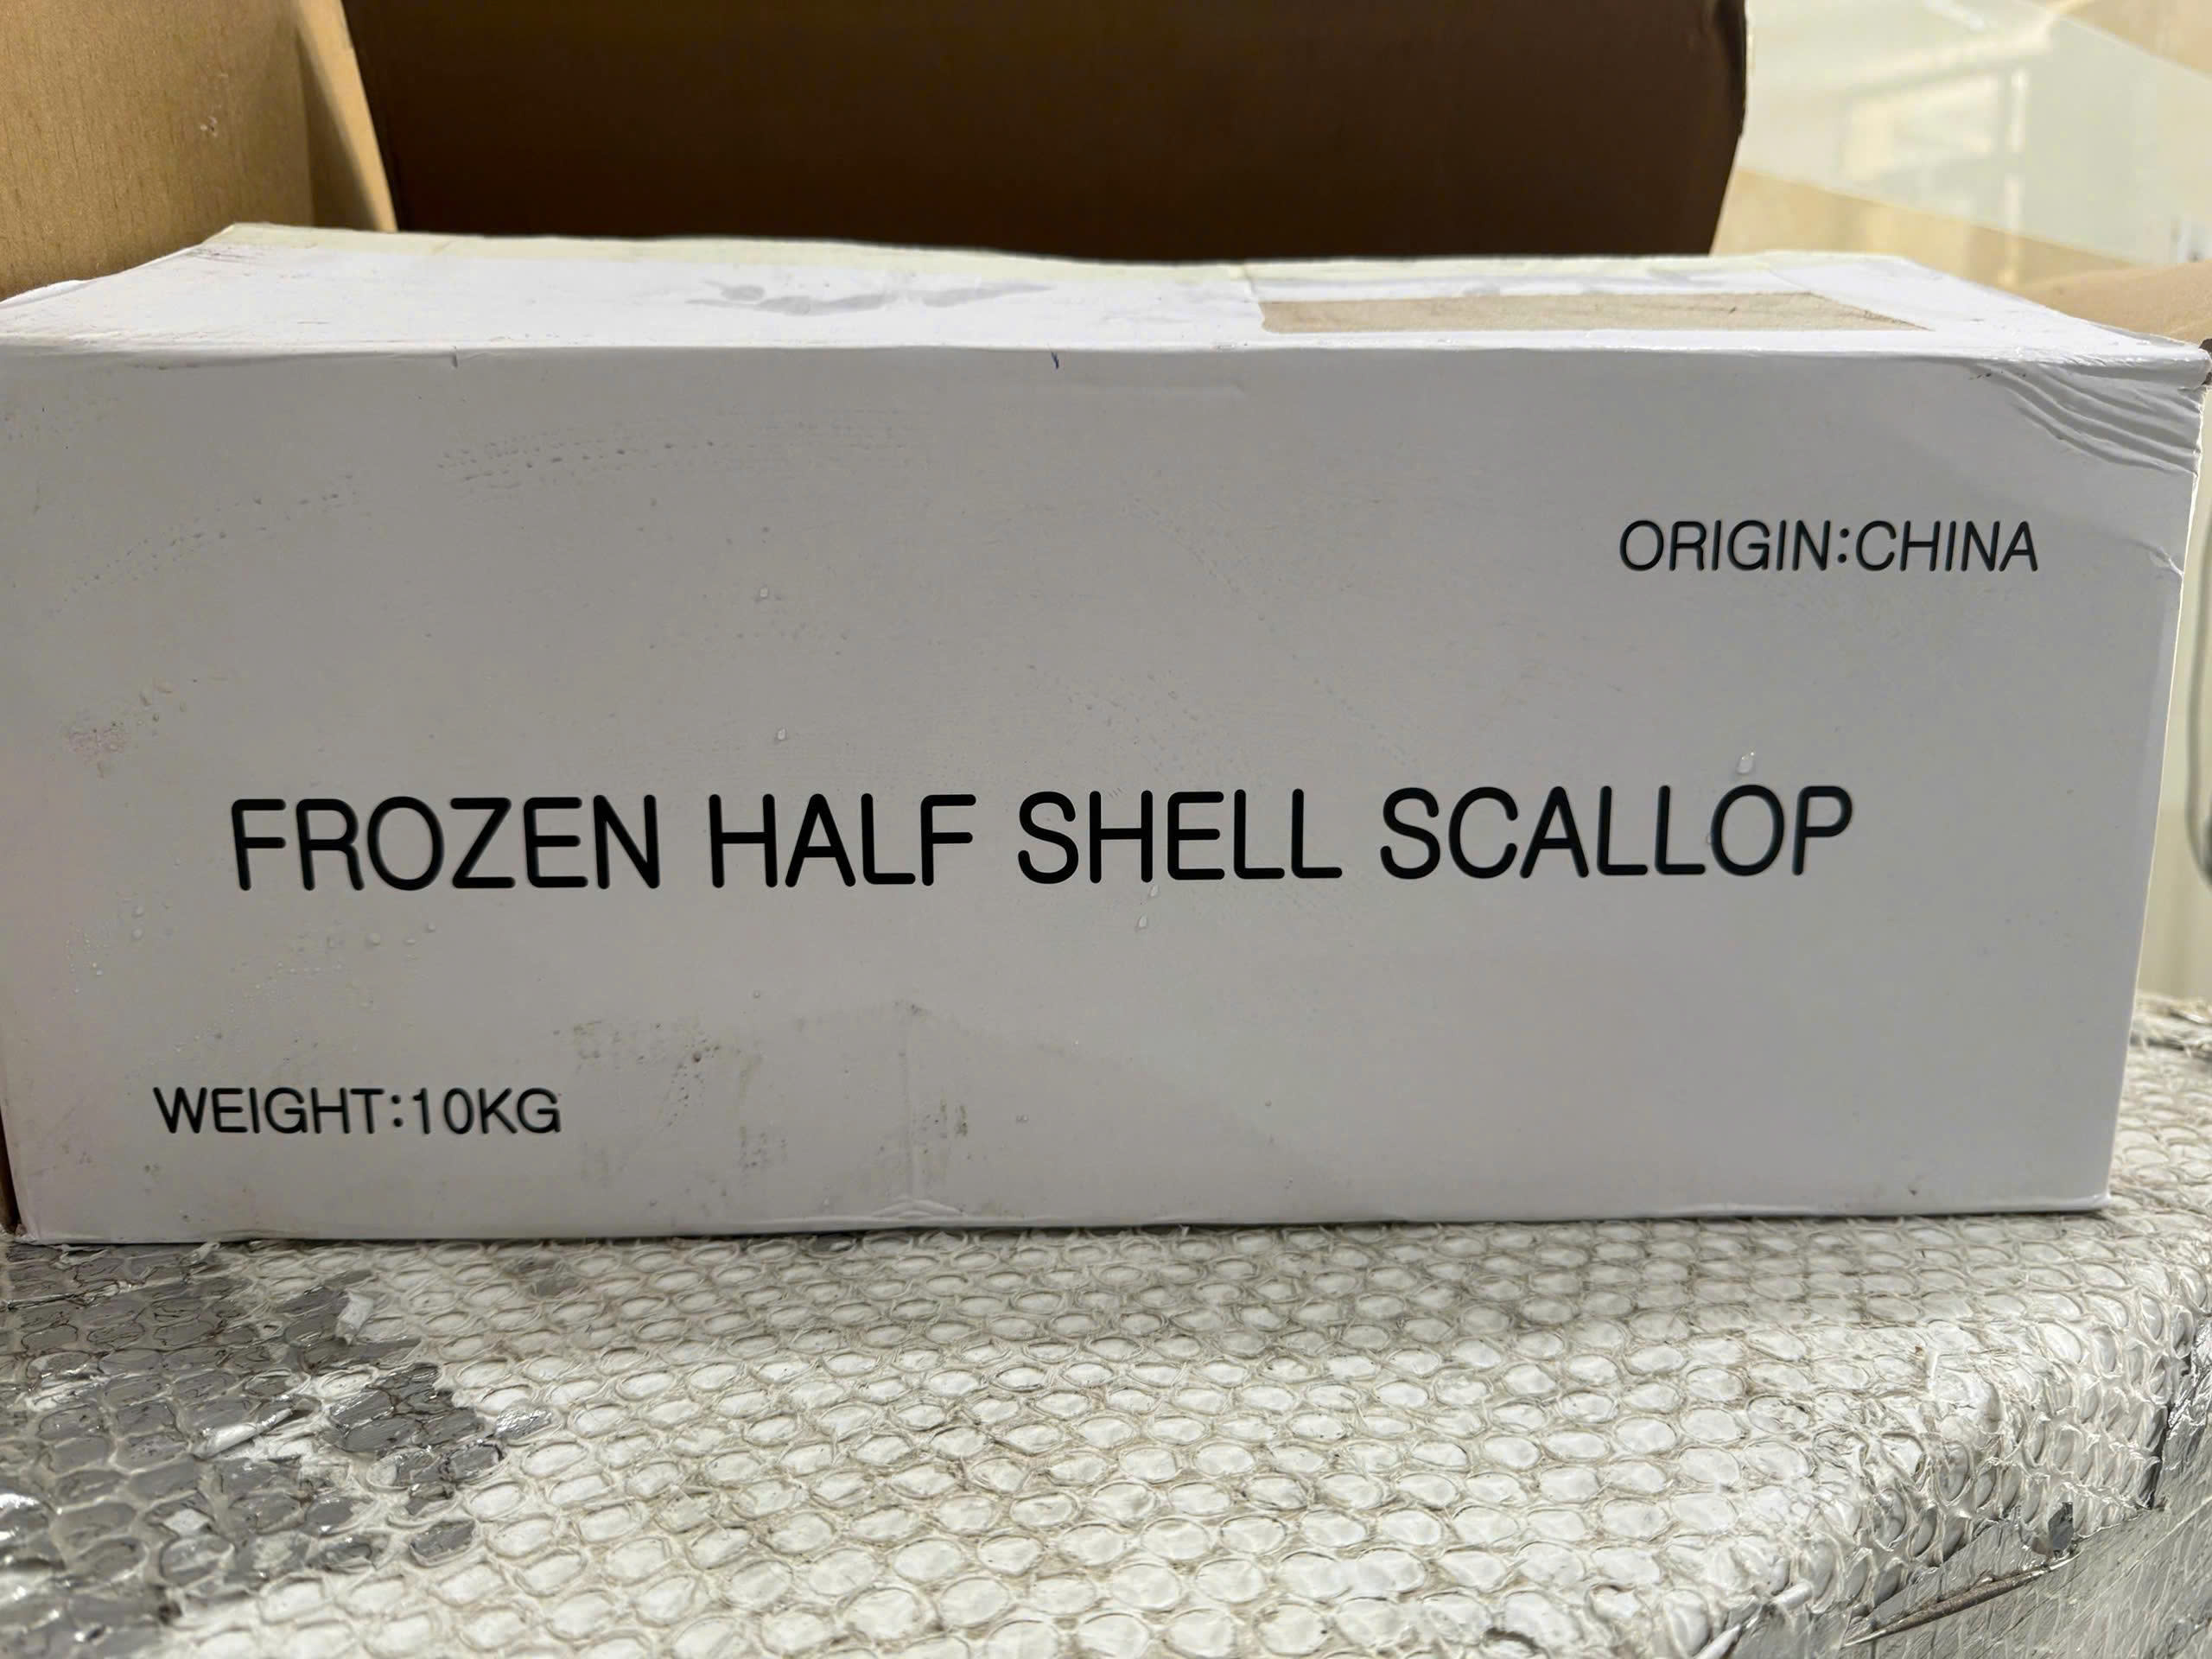 ORIGIN:CHINA
FROZEN HALF SHELL SCALLOP
WEIGHT:10KG